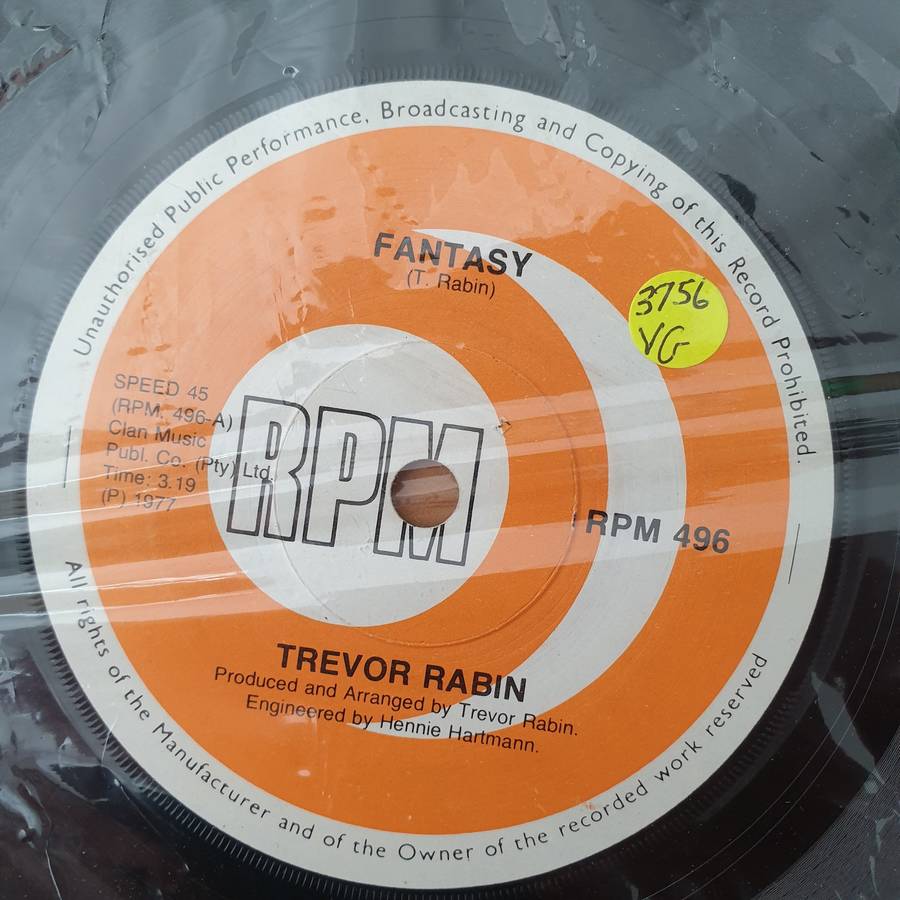 Unauthorised Public Performance, Broadcasting and Copying of this Record Prohibited.
FANTASY
(T. Rabin)
3756
VG
SPEED 45
(RPM. 496-A)
Clan Music
Publ. Co. (Pty) Ltd.
Time: 3.19
(P) 1977
RPM
RPM 496
TREVOR RABIN
Produced and Arranged by Trevor Rabin.
Engineered by Hennie Hartmann.
All rights of the Manufacturer and of the Owner of the recorded work reserved